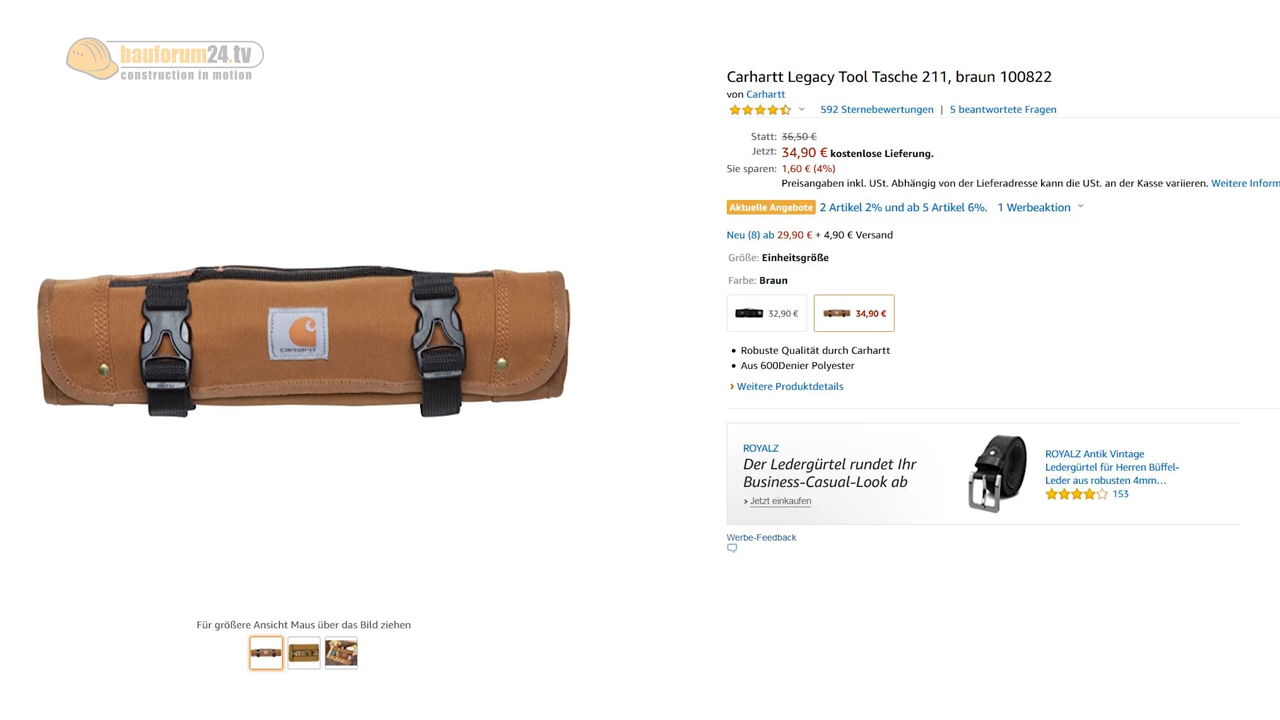 bauforum24.tv
construction in motion
Carhartt Legacy Tool Tasche 211, braun 100822
von Carhartt
592 Sternebewertungen | 5 beantwortete Fragen
Statt: 36,50 €
Jetzt: 34,90 € kostenlose Lieferung.
Sie sparen: 1,60 € (4%)
Preisangaben inkl. USt. Abhängig von der Lieferadresse kann die USt. an der Kasse variieren. Weitere Inform
Aktuelle Angebote 2 Artikel 2% und ab 5 Artikel 6%. 1 Werbeaktion
Neu (8) ab 29,90 € + 4,90 € Versand
Größe: Einheitsgröße
Farbe: Braun
32,90 € 34,90 €
carhartt
• Robuste Qualität durch Carhartt
• Aus 600Denier Polyester
› Weitere Produktdetails
ROYALZ
Der Ledergürtel rundet Ihr
Business-Casual-Look ab
› Jetzt einkaufen
ROYALZ Antik Vintage
Ledergürtel für Herren Büffel-
Leder aus robusten 4mm…
153
Werbe-Feedback
Für größere Ansicht Maus über das Bild ziehen